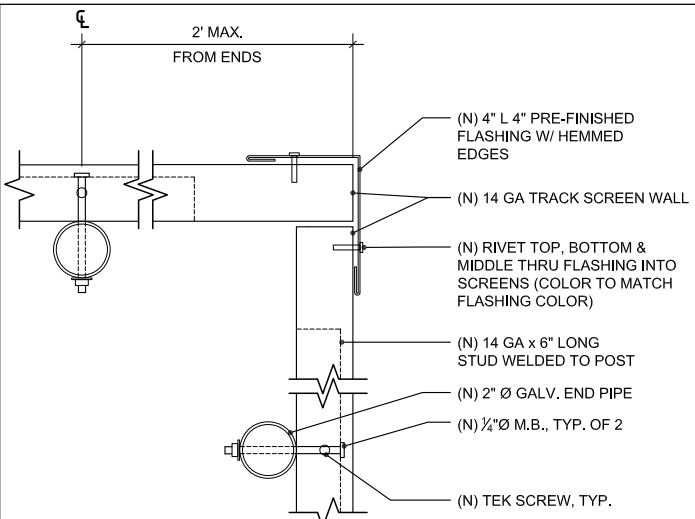 ℄
2' MAX.
FROM ENDS
(N) 4" L 4" PRE-FINISHED
FLASHING W/ HEMMED
EDGES
(N) 14 GA TRACK SCREEN WALL
(N) RIVET TOP, BOTTOM &
MIDDLE THRU FLASHING INTO
SCREENS (COLOR TO MATCH
FLASHING COLOR)
(N) 14 GA x 6" LONG
STUD WELDED TO POST
(N) 2" Ø GALV. END PIPE
(N) ¼"Ø M.B., TYP. OF 2
(N) TEK SCREW, TYP.